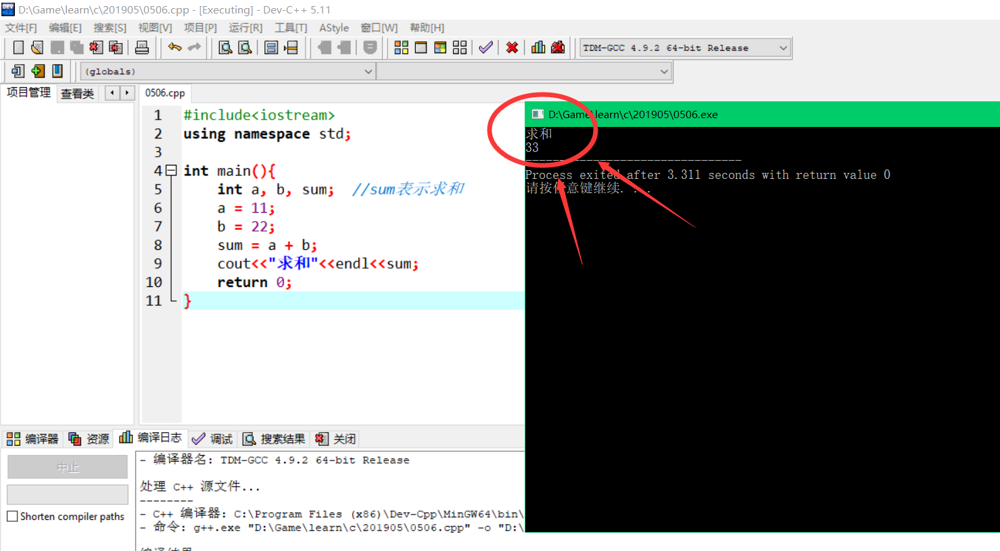 D:\Game\learn\c\201905\0506.cpp - [Executing] - Dev-C++ 5.11
文件[F] 编辑[E] 搜索[S] 视图[V] 项目[P] 运行[R] 工具[T] AStyle 窗口[W] 帮助[H]
TDM-GCC 4.9.2 64-bit Release
(globals)
项目管理 查看类
0506.cpp
1 #include<iostream>
2 using namespace std;
3
4 int main(){
5 int a, b, sum; //sum表示求和
6 a = 11;
7 b = 22;
8 sum = a + b;
9 cout<<"求和"<<endl<<sum;
10 return 0;
11 }
D:\Game\learn\c\201905\0506.exe
求和
33
--------------------------------
Process exited after 3.311 seconds with return value 0
请按任意键继续. . .
编译器 资源 编译日志 调试 搜索结果 关闭
中止
Shorten compiler paths
- 编译器名: TDM-GCC 4.9.2 64-bit Release
处理 C++ 源文件...
--------
- C++ 编译器: C:\Program Files (x86)\Dev-Cpp\MinGW64\bin\
- 命令: g++.exe "D:\Game\learn\c\201905\0506.cpp" -o "D:\